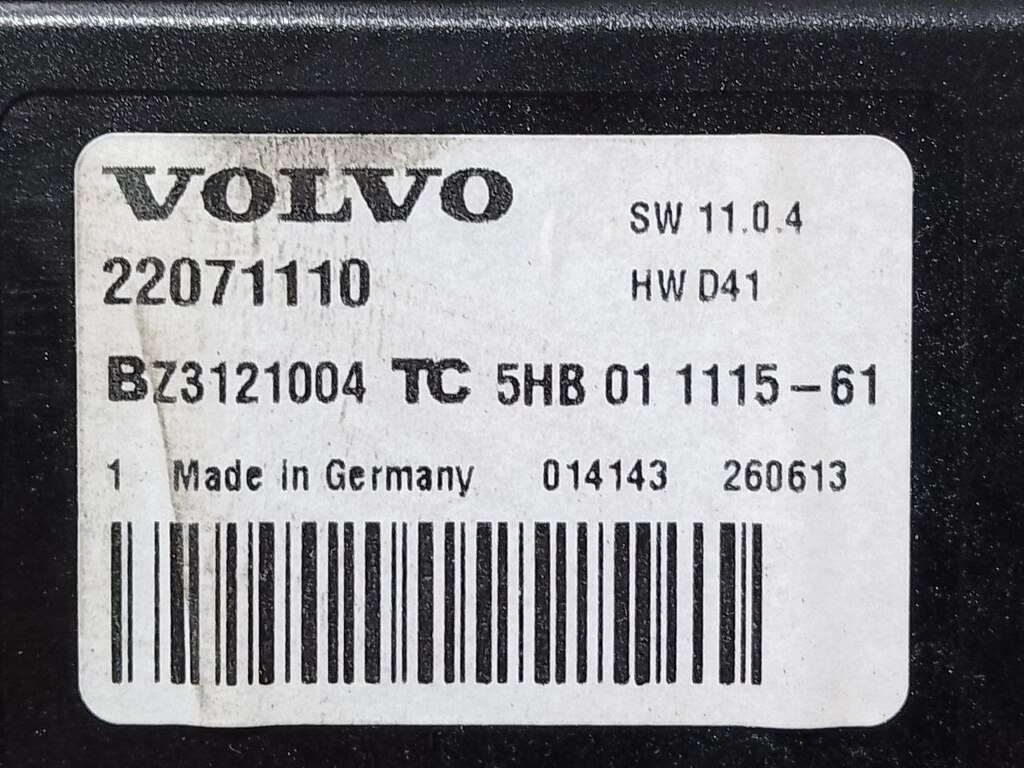 VOLVO
SW 11.0.4
22071110
HW D41
BZ3121004 TC 5HB 01 1115-61
1 Made in Germany 014143 260613